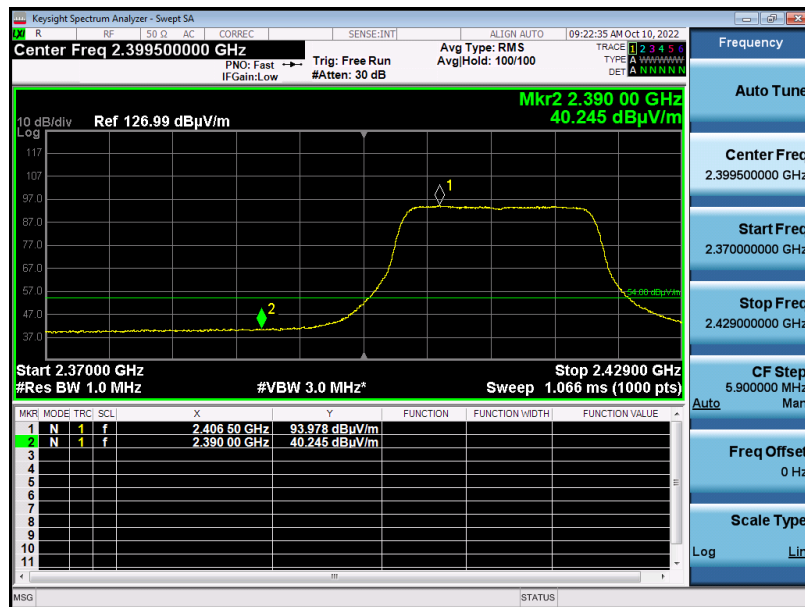 Keysight Spectrum Analyzer - Swept SA
LXI R RF 50 Ω AC CORREC SENSE:INT ALIGN AUTO 09:22:35 AM Oct 10, 2022
Center Freq 2.399500000 GHz
PNO: Fast
IFGain:Low
Trig: Free Run
#Atten: 30 dB
Avg Type: RMS
Avg|Hold: 100/100
TRACE 1 2 3 4 5 6
TYPE A WWWWW
DET A N N N N N
Mkr2 2.390 00 GHz
40.245 dBµV/m
10 dB/div Ref 126.99 dBµV/m
Log
117
107
97.0
87.0
77.0
67.0
57.0
47.0
37.0
1
2
54.00 dBµV/m
Start 2.37000 GHz Stop 2.42900 GHz
#Res BW 1.0 MHz #VBW 3.0 MHz* Sweep 1.066 ms (1000 pts)
MKR MODE TRC SCL X Y FUNCTION FUNCTION WIDTH FUNCTION VALUE
1 N 1 f 2.406 50 GHz 93.978 dBµV/m
2 N 1 f 2.390 00 GHz 40.245 dBµV/m
3
4
5
6
7
8
9
10
11
MSG STATUS
Frequency
Auto Tune
Center Freq
2.399500000 GHz
Start Freq
2.370000000 GHz
Stop Freq
2.429000000 GHz
CF Step
5.900000 MHz
Auto Man
Freq Offset
0 Hz
Scale Type
Log Lin